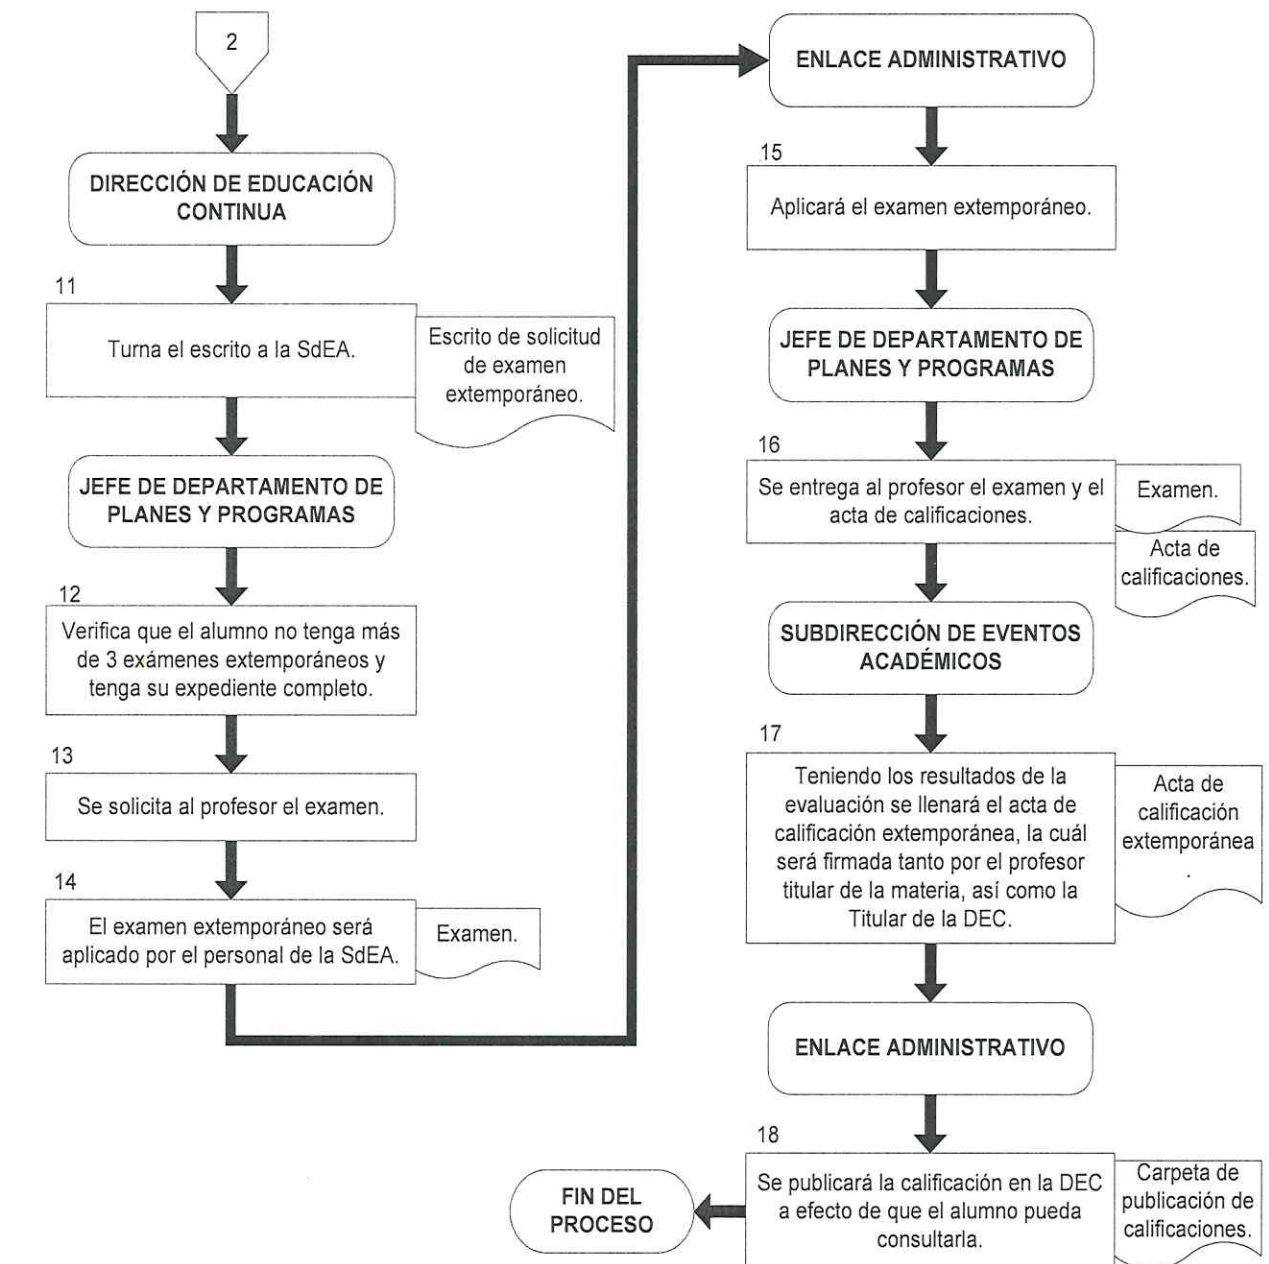 2
DIRECCIÓN DE EDUCACIÓN
CONTINUA
11
Turna el escrito a la SdEA.
Escrito de solicitud
de examen
extemporáneo.
JEFE DE DEPARTAMENTO DE
PLANES Y PROGRAMAS
12
Verifica que el alumno no tenga más
de 3 exámenes extemporáneos y
tenga su expediente completo.
13
Se solicita al profesor el examen.
14
El examen extemporáneo será
aplicado por el personal de la SdEA.
Examen.
ENLACE ADMINISTRATIVO
15
Aplicará el examen extemporáneo.
JEFE DE DEPARTAMENTO DE
PLANES Y PROGRAMAS
16
Se entrega al profesor el examen y el
acta de calificaciones.
Examen.
Acta de
calificaciones.
SUBDIRECCIÓN DE EVENTOS
ACADÉMICOS
17
Teniendo los resultados de la
evaluación se llenará el acta de
calificación extemporánea, la cuál
será firmada tanto por el profesor
titular de la materia, así como la
Titular de la DEC.
Acta de
calificación
extemporánea
.
ENLACE ADMINISTRATIVO
18
Se publicará la calificación en la DEC
a efecto de que el alumno pueda
consultarla.
Carpeta de
publicación de
calificaciones.
FIN DEL
PROCESO